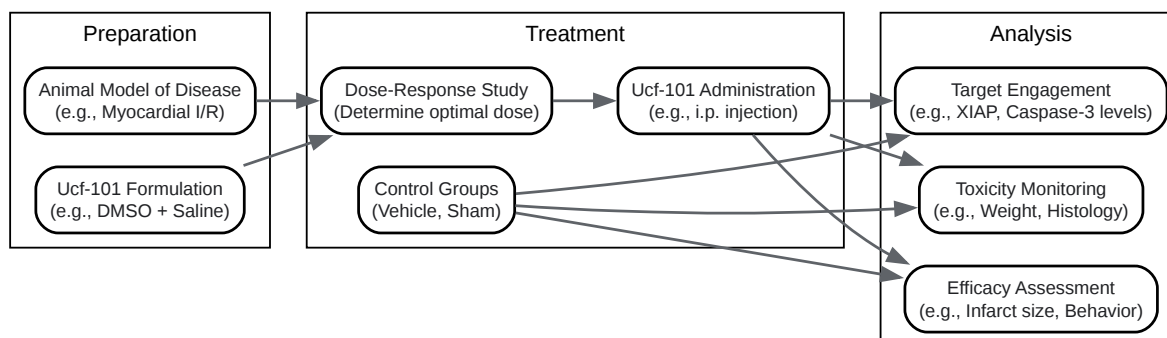 Preparation
Animal Model of Disease
(e.g., Myocardial I/R)
Ucf-101 Formulation
(e.g., DMSO + Saline)
Treatment
Dose-Response Study
(Determine optimal dose)
Ucf-101 Administration
(e.g., i.p. injection)
Control Groups
(Vehicle, Sham)
Analysis
Target Engagement
(e.g., XIAP, Caspase-3 levels)
Toxicity Monitoring
(e.g., Weight, Histology)
Efficacy Assessment
(e.g., Infarct size, Behavior)